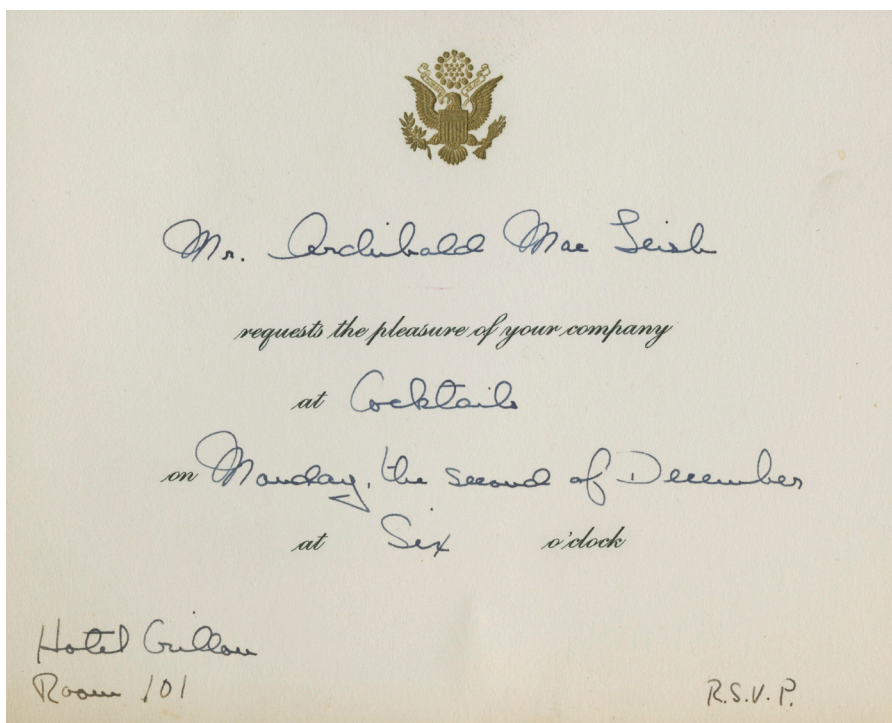 Mr. Archibald Mac Leish
requests the pleasure of your company
at Cocktails
on Monday, the second of December
at Six o'clock
Hotel Crillon
Room 101
R.S.V.P.